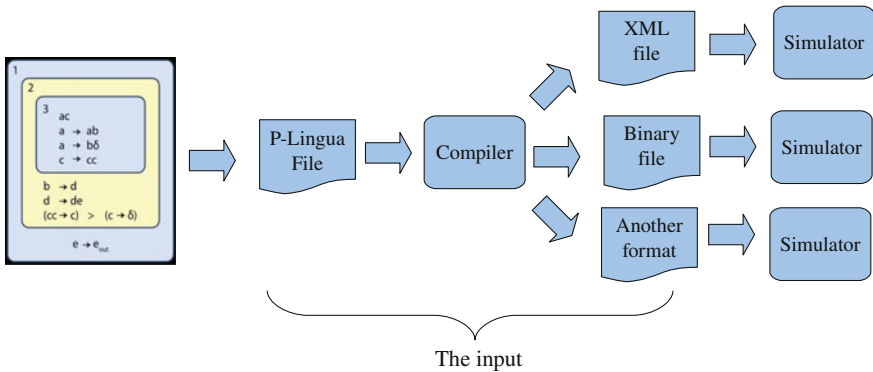 1
2
3
ac
a → ab
a → bδ
c → cc
b → d
d → de
(cc → c) > (c → δ)
e → e_out
P-Lingua
File
Compiler
XML
file
Simulator
Binary
file
Simulator
Another
format
Simulator
The input